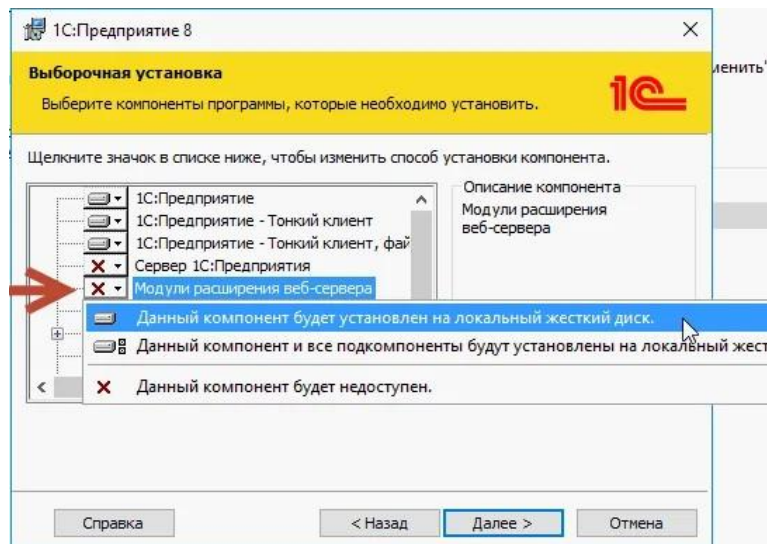 1С:Предприятие 8
Выборочная установка
Выберите компоненты программы, которые необходимо установить.
1С
Щелкните значок в списке ниже, чтобы изменить способ установки компонента.
1С:Предприятие
1С:Предприятие - Тонкий клиент
1С:Предприятие - Тонкий клиент, фай
Сервер 1С:Предприятия
Модули расширения веб-сервера
Описание компонента
Модули расширения
веб-сервера
Данный компонент будет установлен на локальный жесткий диск.
Данный компонент и все подкомпоненты будут установлены на локальный жест
Данный компонент будет недоступен.
Справка
< Назад
Далее >
Отмена
менить"